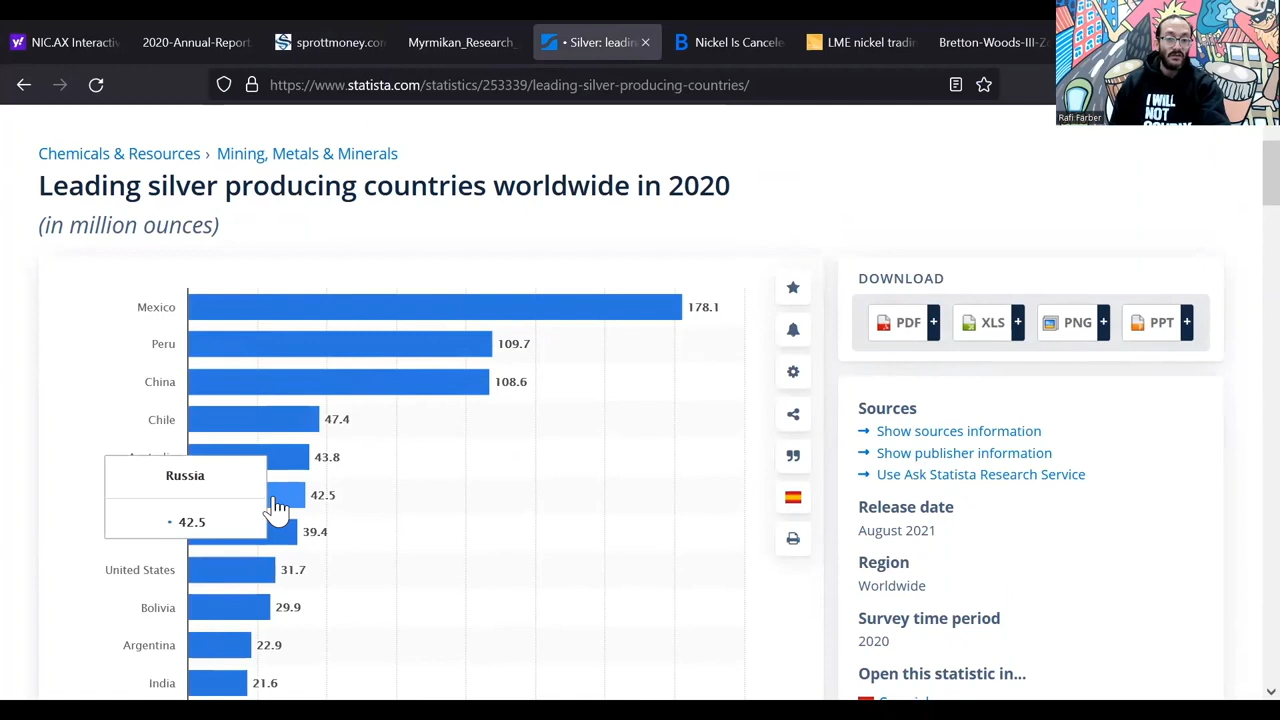 NIC.AX Interactiv
2020-Annual-Report.
sprottmoney.com
Myrmikan_Research_
• Silver: leadin
Nickel Is Cancele
LME nickel tradi
Bretton-Woods-III-Z
https://www.statista.com/statistics/253339/leading-silver-producing-countries/
I WILL
NOT
Rafi Farber
Chemicals & Resources › Mining, Metals & Minerals
Leading silver producing countries worldwide in 2020
(in million ounces)
Mexico 178.1
Peru 109.7
China 108.6
Chile 47.4
43.8
Russia
42.5
• 42.5
39.4
United States 31.7
Bolivia 29.9
Argentina 22.9
India 21.6
DOWNLOAD
PDF + XLS + PNG + PPT +
Sources
→ Show sources information
→ Show publisher information
→ Use Ask Statista Research Service
Release date
August 2021
Region
Worldwide
Survey time period
2020
Open this statistic in...